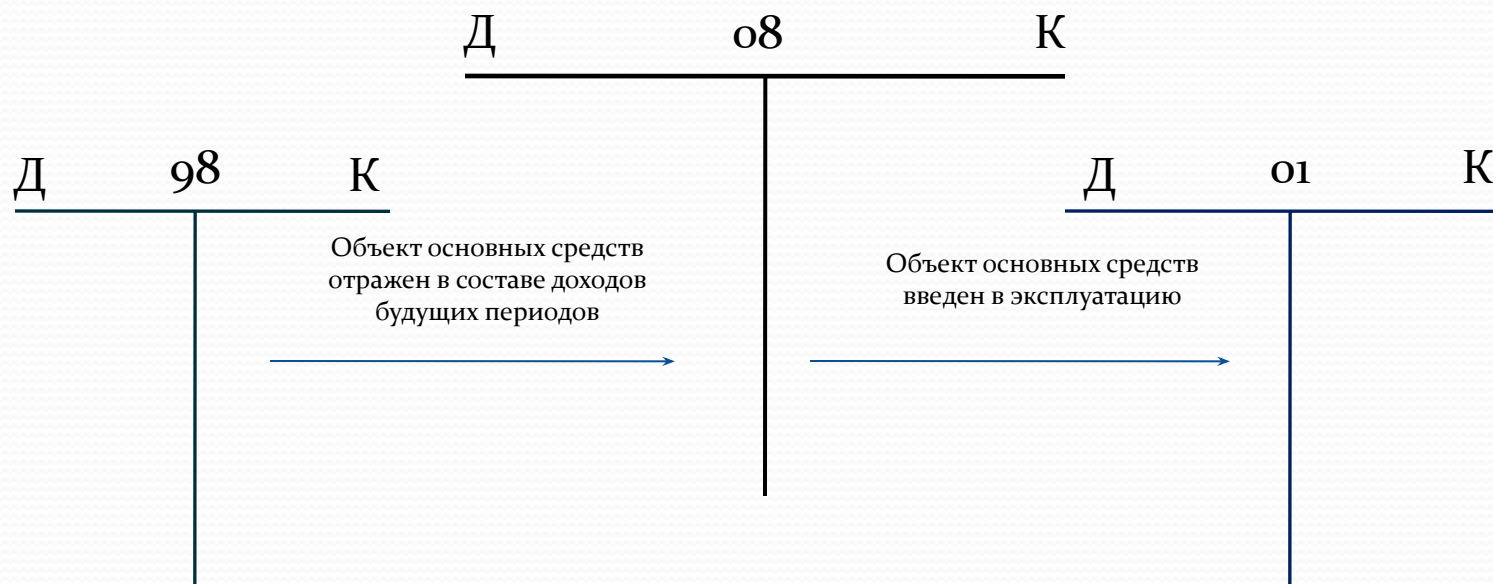 Д 08 К
Д 98 К
Д 01 К
Объект основных средств
отражен в составе доходов
будущих периодов
Объект основных средств
введен в эксплуатацию